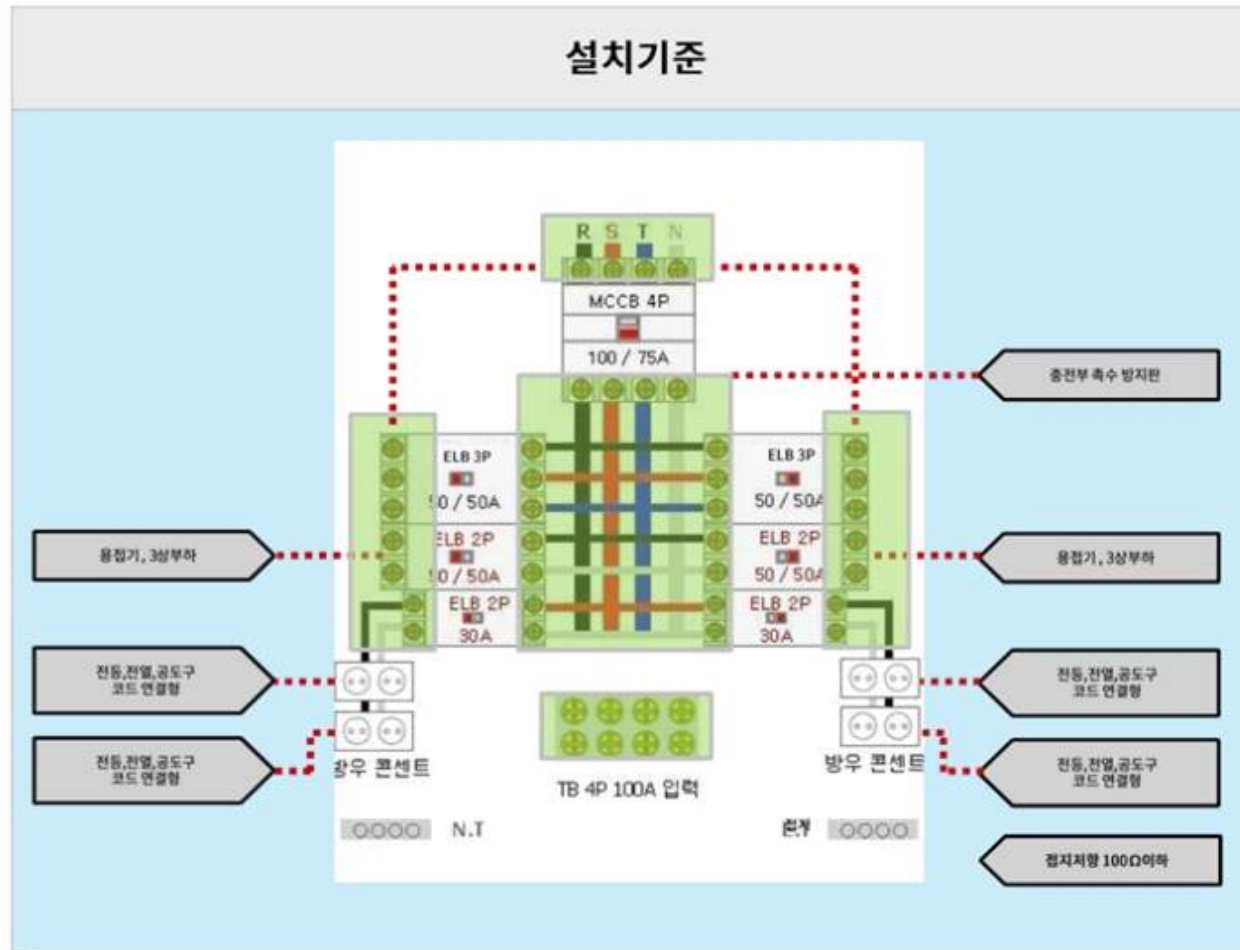 설치기준
R S T N
MCCB 4P
100 / 75A
충전부 촉수 방지판
ELB 3P
50 / 50A
ELB 3P
50 / 50A
ELB 2P
50 / 50A
ELB 2P
50 / 50A
용접기, 3상부하
용접기, 3상부하
ELB 2P
30A
ELB 2P
30A
전등,전열,공도구
코드 연결형
전등,전열,공도구
코드 연결형
전등,전열,공도구
코드 연결형
전등,전열,공도구
코드 연결형
방우 콘센트
방우 콘센트
TB 4P 100A 입력
N.T
접지저항 100Ω이하